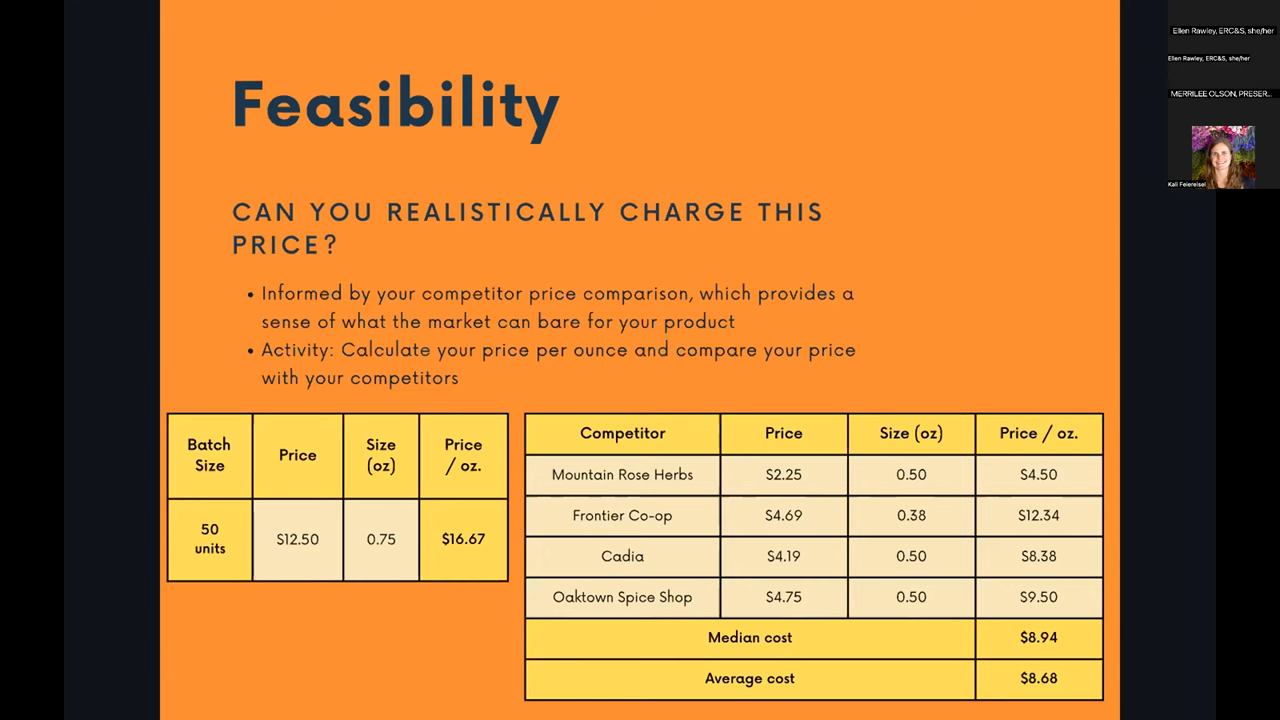 Feasibility
CAN YOU REALISTICALLY CHARGE THIS
PRICE?
• Informed by your competitor price comparison, which provides a
sense of what the market can bare for your product
• Activity: Calculate your price per ounce and compare your price
with your competitors
Batch Size Price Size (oz) Price / oz.
50 units $12.50 0.75 $16.67
Competitor Price Size (oz) Price / oz.
Mountain Rose Herbs $2.25 0.50 $4.50
Frontier Co-op $4.69 0.38 $12.34
Cadia $4.19 0.50 $8.38
Oaktown Spice Shop $4.75 0.50 $9.50
Median cost $8.94
Average cost $8.68
Ellen Rawley, ERC&S, she/her
Ellen Rawley, ERC&S, she/her
MERRILEE OLSON, PRESER...
Kali Feiereisel